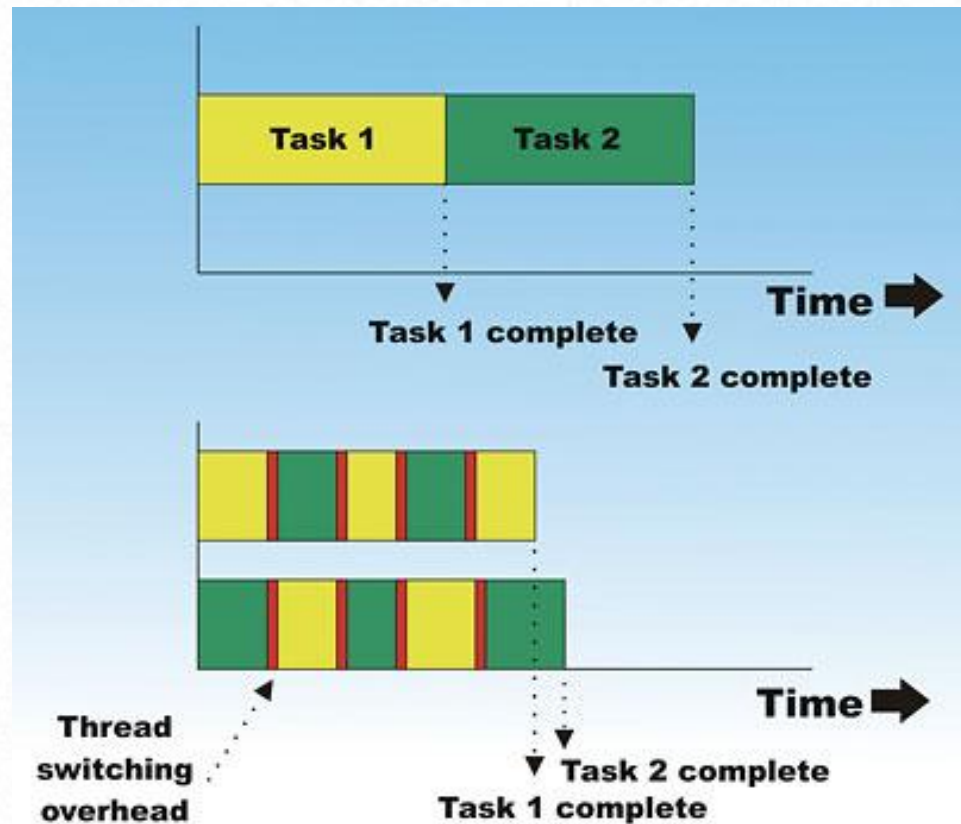 Task 1
Task 2
Time
Task 1 complete
Task 2 complete
Time
Thread
switching
overhead
Task 2 complete
Task 1 complete